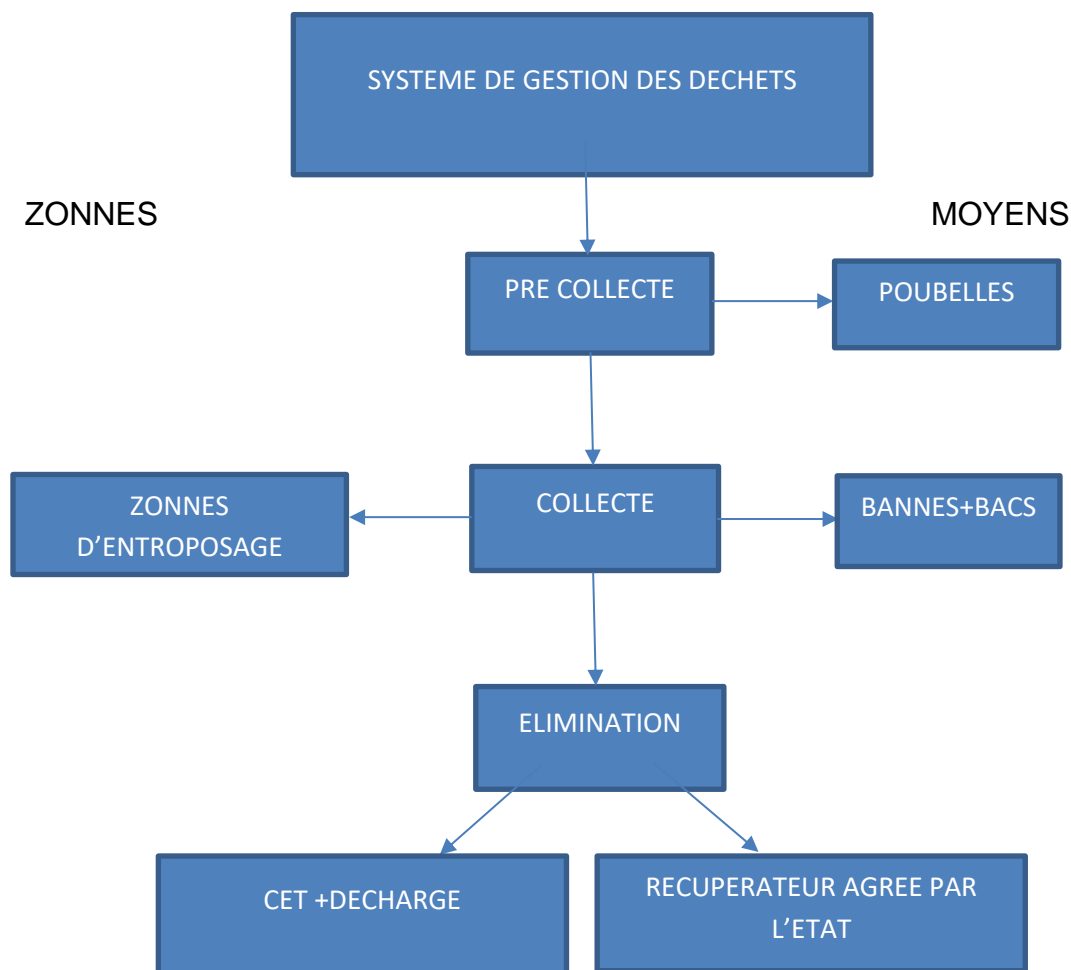 SYSTEME DE GESTION DES DECHETS
ZONNES
MOYENS
PRE COLLECTE
POUBELLES
ZONNES
D’ENTROPOSAGE
COLLECTE
BANNES+BACS
ELIMINATION
CET +DECHARGE
RECUPERATEUR AGREE PAR
L’ETAT